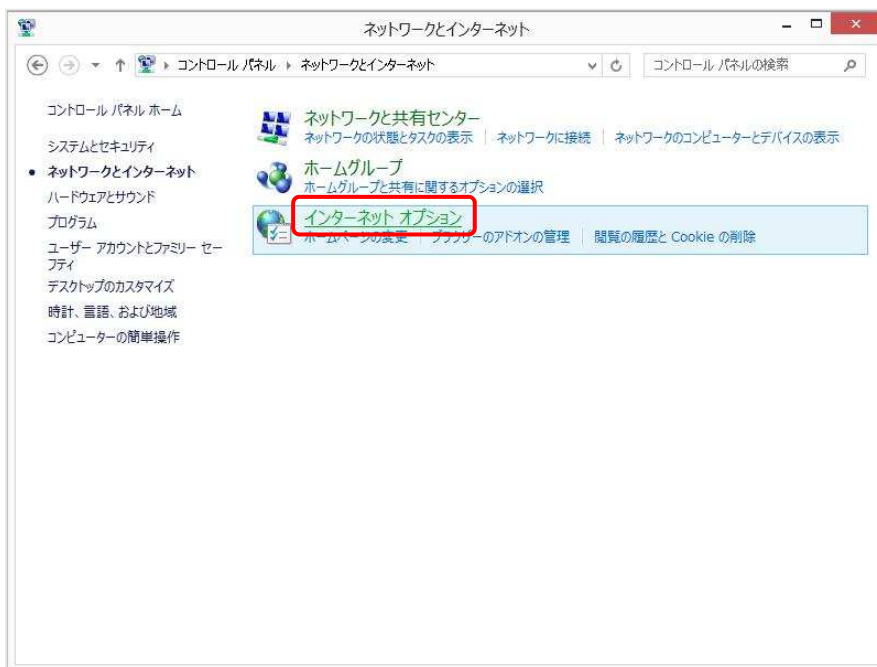 ネットワークとインターネット
コントロール パネル ネットワークとインターネット
コントロール パネルの検索
コントロール パネル ホーム
システムとセキュリティ
ネットワークとインターネット
ハードウェアとサウンド
プログラム
ユーザー アカウントとファミリー セー
フティ
デスクトップのカスタマイズ
時計、言語、および地域
コンピューターの簡単操作
ネットワークと共有センター
ネットワークの状態とタスクの表示 ネットワークに接続 ネットワークのコンピューターとデバイスの表示
ホームグループ
ホームグループと共有に関するオプションの選択
インターネット オプション
ホームページの変更 ブラウザーのアドオンの管理 閲覧の履歴と Cookie の削除